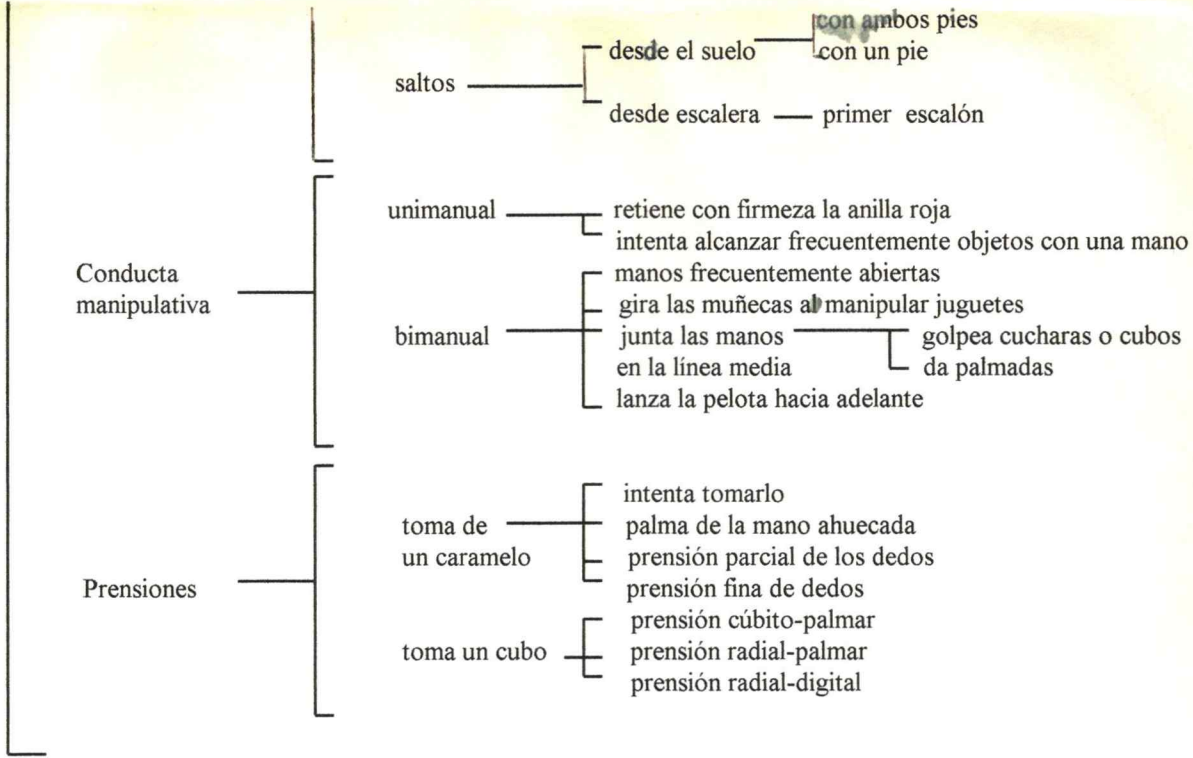 con ambos pies
desde el suelo
con un pie
saltos
desde escalera
primer escalón
unimanual
retiene con firmeza la anilla roja
intenta alcanzar frecuentemente objetos con una mano
Conducta
manipulativa
bimanual
manos frecuentemente abiertas
gira las muñecas al manipular juguetes
junta las manos
en la línea media
golpea cucharas o cubos
da palmadas
lanza la pelota hacia adelante
Prensiones
toma de
un caramelo
intenta tomarlo
palma de la mano ahuecada
prensión parcial de los dedos
prensión fina de dedos
toma un cubo
prensión cúbito-palmar
prensión radial-palmar
prensión radial-digital